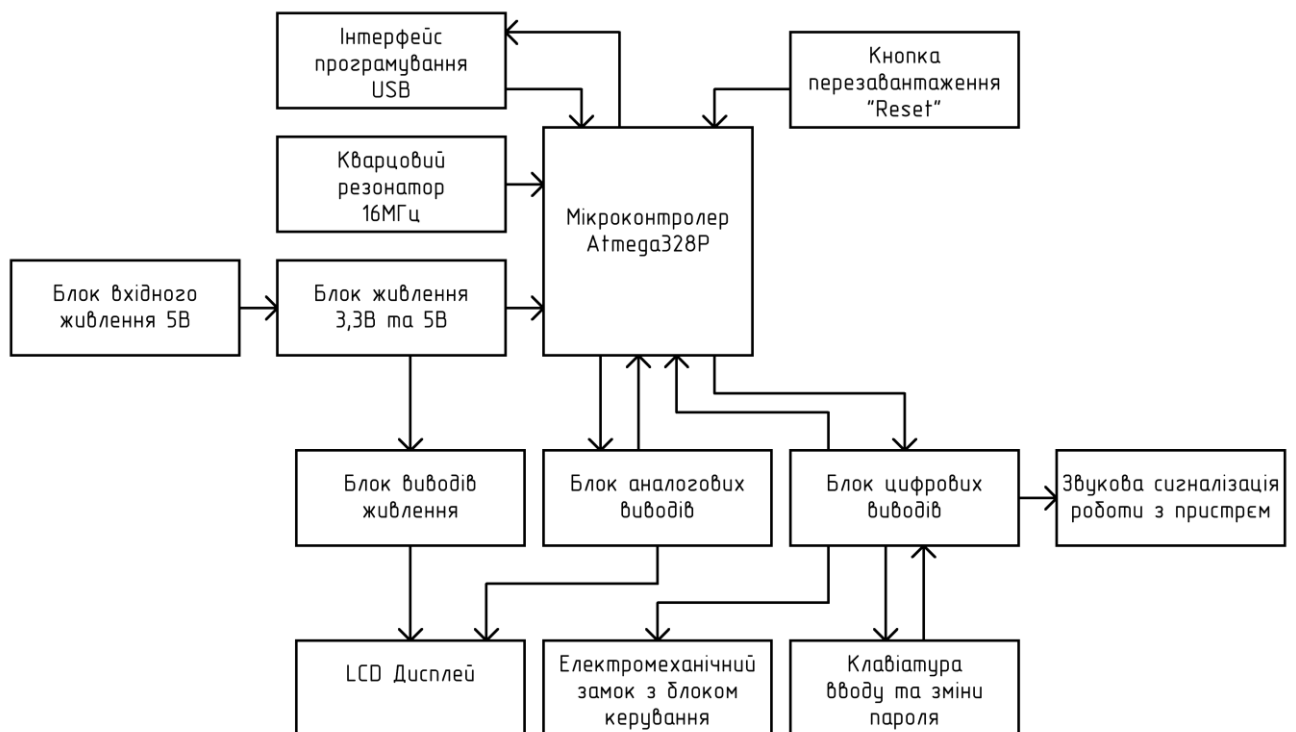 Інтерфейс
програмування
USB
Кнопка
перезавантаження
"Reset"
Кварцовий
резонатор
16МГц
Мікроконтролер
Atmega328P
Блок вхідного
живлення 5В
Блок живлення
3,3В та 5В
Блок виводів
живлення
Блок аналогових
виводів
Блок цифрових
виводів
Звукова сигналізація
роботи з пристрєм
LCD Дисплей
Електромеханічний
замок з блоком
керування
Клавіатура
вводу та зміни
пароля